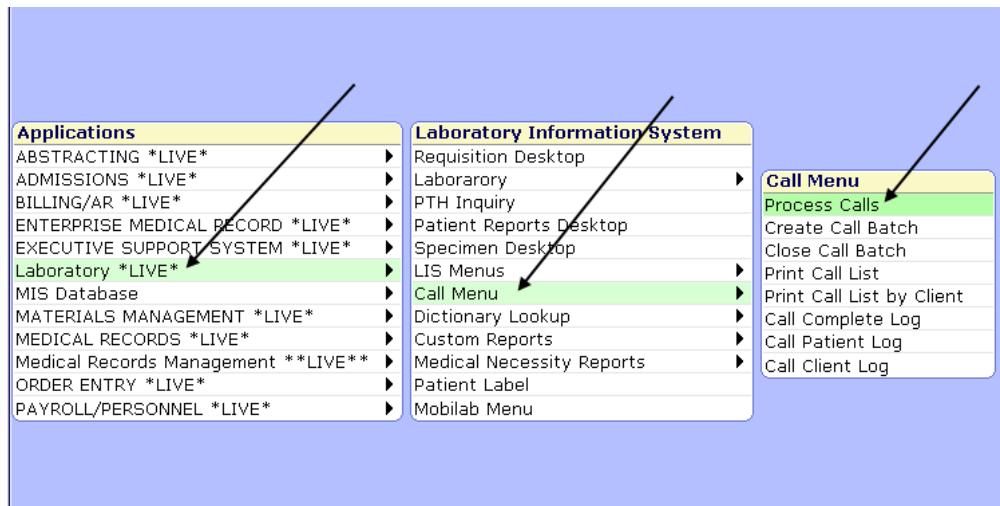 Applications
ABSTRACTING *LIVE*
ADMISSIONS *LIVE*
BILLING/AR *LIVE*
ENTERPRISE MEDICAL RECORD *LIVE*
EXECUTIVE SUPPORT SYSTEM *LIVE*
Laboratory *LIVE*
MIS Database
MATERIALS MANAGEMENT *LIVE*
MEDICAL RECORDS *LIVE*
Medical Records Management **LIVE**
ORDER ENTRY *LIVE*
PAYROLL/PERSONNEL *LIVE*
Laboratory Information System
Requisition Desktop
Laborarory
PTH Inquiry
Patient Reports Desktop
Specimen Desktop
LIS Menus
Call Menu
Dictionary Lookup
Custom Reports
Medical Necessity Reports
Patient Label
Mobilab Menu
Call Menu
Process Calls
Create Call Batch
Close Call Batch
Print Call List
Print Call List by Client
Call Complete Log
Call Patient Log
Call Client Log